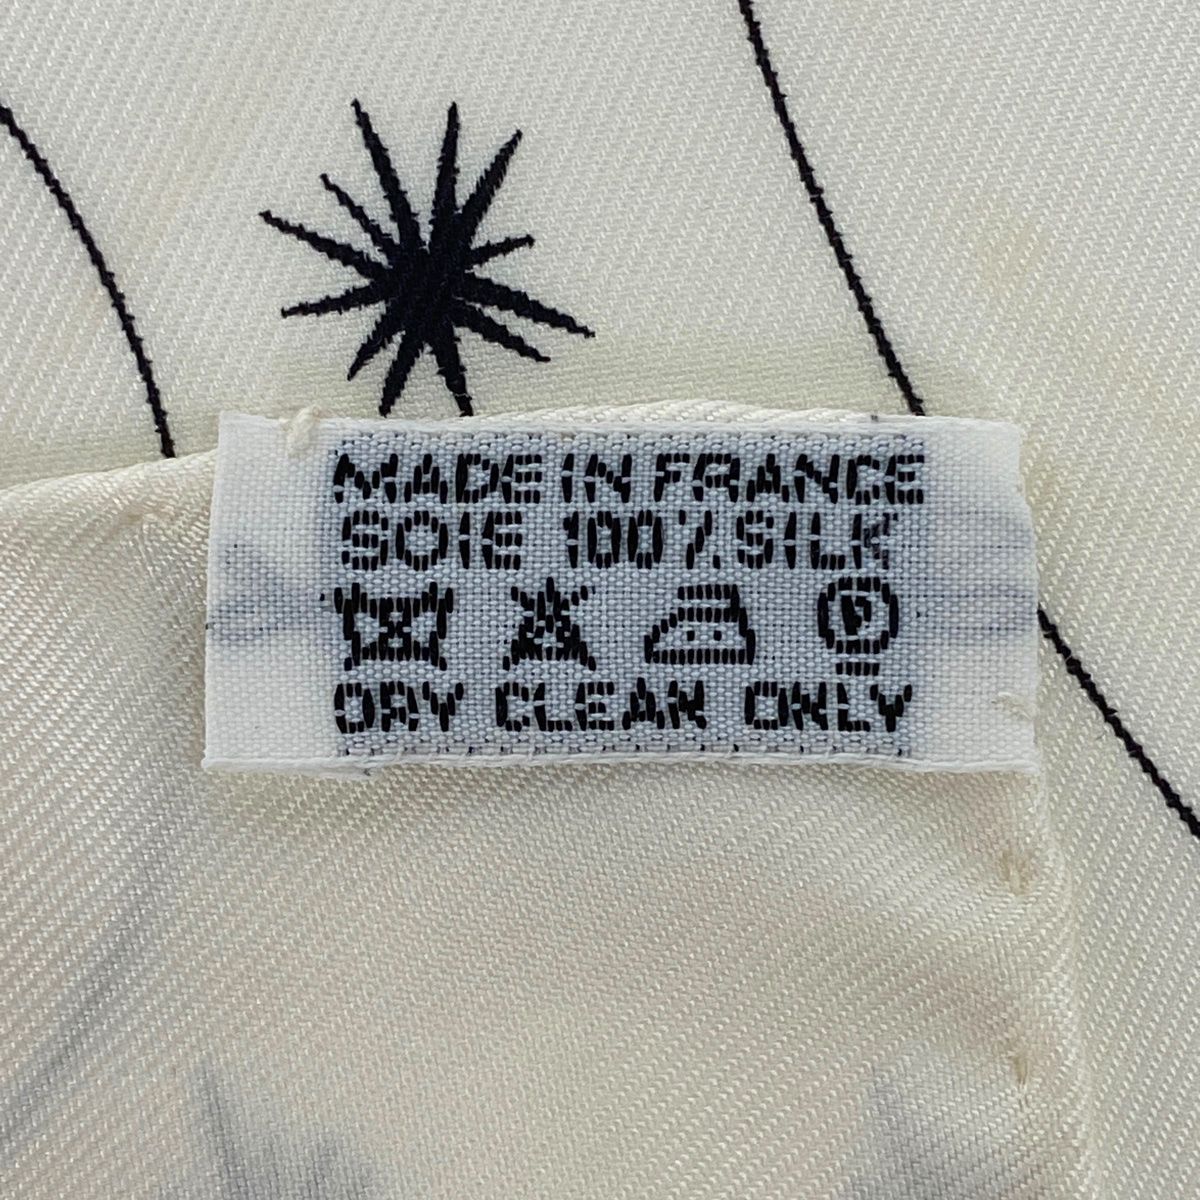 MADE IN FRANCE
SOIE 100% SILK
P
DRY CLEAN ONLY